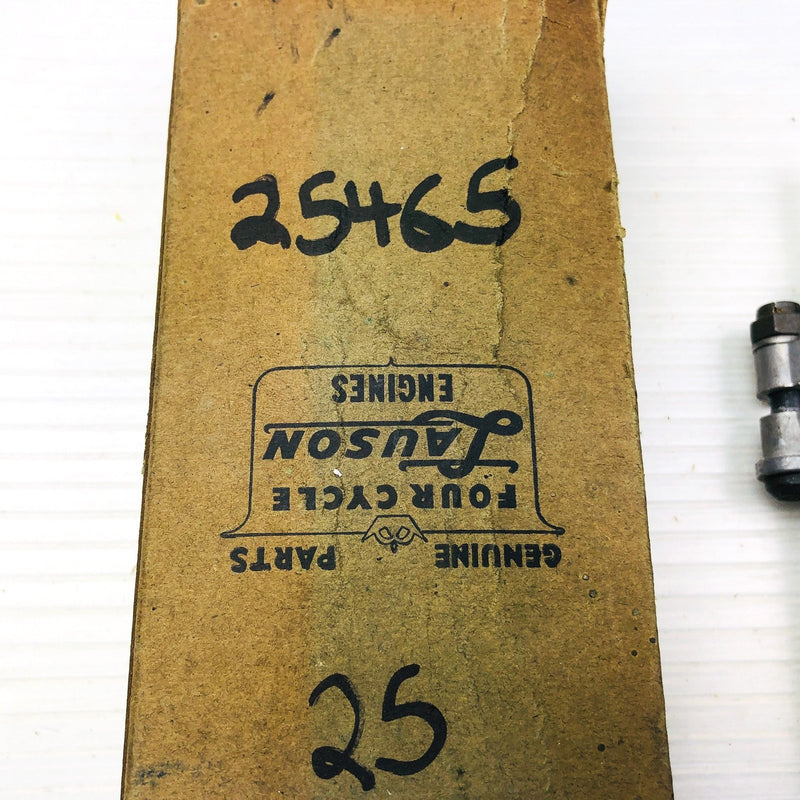 25465
GENUINE PARTS
FOUR CYCLE
LAUSON
ENGINES
25